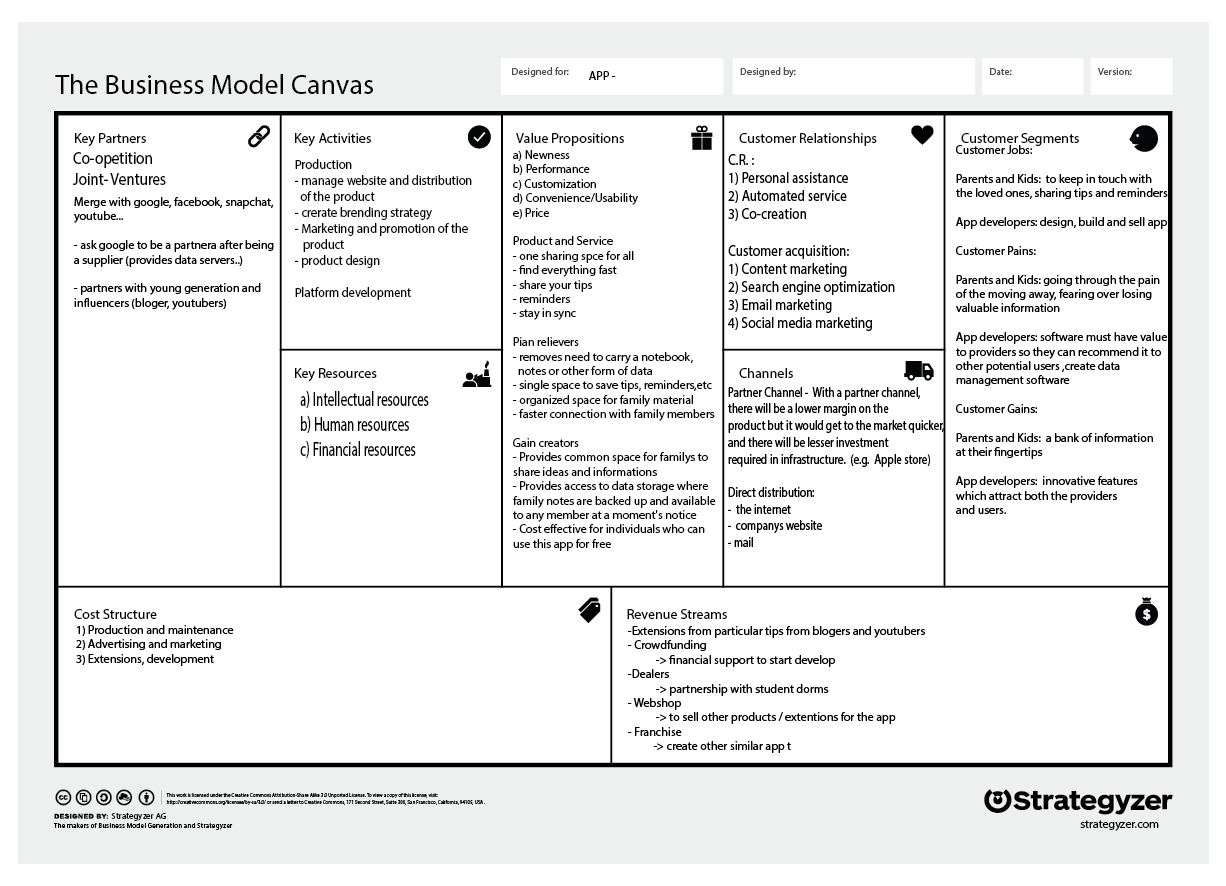 The Business Model Canvas
Designed for:
APP -
Designed by:
Date:
Version:
Key Partners
Co-opetition
Joint- Ventures
Merge with google, facebook, snapchat,
youtube...
- ask google to be a partnera after being
a supplier (provides data servers..)
- partners with young generation and
influencers (bloger, youtubers)
Key Activities
Production
- manage website and distribution
of the product
- crerate brending strategy
- Marketing and promotion of the
product
- product design
Platform development
Key Resources
a) Intellectual resources
b) Human resources
c) Financial resources
Value Propositions
a) Newness
b) Performance
c) Customization
d) Convenience/Usability
e) Price
Product and Service
- one sharing spce for all
- find everything fast
- share your tips
- reminders
- stay in sync
Pian relievers
- removes need to carry a notebook,
notes or other form of data
- single space to save tips, reminders,etc
- organized space for family material
- faster connection with family members
Gain creators
- Provides common space for familys to
share ideas and informations
- Provides access to data storage where
family notes are backed up and available
to any member at a moment's notice
- Cost effective for individuals who can
use this app for free
Customer Relationships
C.R. :
1) Personal assistance
2) Automated service
3) Co-creation
Customer acquisition:
1) Content marketing
2) Search engine optimization
3) Email marketing
4) Social media marketing
Channels
Partner Channel - With a partner channel,
there will be a lower margin on the
product but it would get to the market quicker,
and there will be lesser investment
required in infrastructure. (e.g. Apple store)
Direct distribution:
- the internet
- companys website
- mail
Customer Segments
Customer Jobs:
Parents and Kids: to keep in touch with
the loved ones, sharing tips and reminders
App developers: design, build and sell app
Customer Pains:
Parents and Kids: going through the pain
of the moving away, fearing over losing
valuable information
App developers: software must have value
to providers so they can recommend it to
other potential users ,create data
management software
Customer Gains:
Parents and Kids: a bank of information
at their fingertips
App developers: innovative features
which attract both the providers
and users.
Cost Structure
1) Production and maintenance
2) Advertising and marketing
3) Extensions, development
Revenue Streams
-Extensions from particular tips from blogers and youtubers
- Crowdfunding
-> financial support to start develop
-Dealers
-> partnership with student dorms
- Webshop
-> to sell other products / extentions for the app
- Franchise
-> create other similar app t
cc
This work is licensed under the Creative Commons Attribution-Share Alike 3.0 Unported License. To view a copy of this license, visit:
http://creativecommons.org/licenses/by-sa/3.0/ or send a letter to Creative Commons, 171 Second Street, Suite 300, San Francisco, California, 94105, USA.
DESIGNED BY: Strategyzer AG
The makers of Business Model Generation and Strategyzer
Strategyzer
strategyzer.com